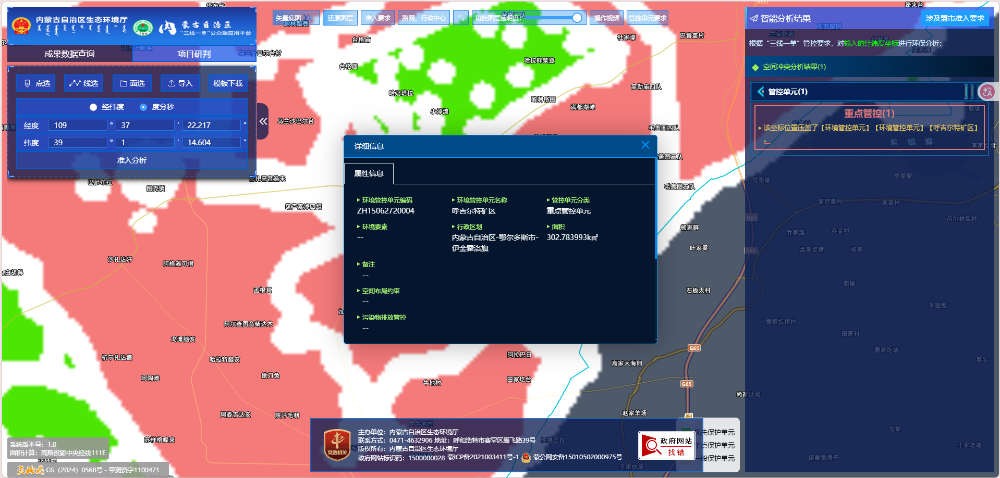 内蒙古自治区生态环境厅
内蒙古自治区
“三线一单”公众端应用平台
成果数据查询
项目研判
点选
线选
面选
导入
模板下载
经纬度
度分秒
经度 109 ° 37 ′ 22.217 ″
纬度 39 ° 1 ′ 14.604 ″
准入分析
矢量底图
还原图层
准入要求
路网、行政中心
切换图层透明度：
操作视频
管控单元要求
智能分析结果
涉及盟市准入要求
根据“三线一单”管控要求，对输入的经纬度坐标进行环保分析：
空间冲突分析结果(1)
管控单元(1)
重点管控(1)
该坐标位置压盖了【环境管控单元】【环境管控单元】【呼吉尔特矿区】
。
详细信息
属性信息
环境管控单元编码
ZH15062720004
环境管控单元名称
呼吉尔特矿区
管控单元分类
重点管控单元
环境要素
--
行政区划
内蒙古自治区-鄂尔多斯市-
伊金霍洛旗
面积
302.783993k㎡
备注
--
空间布局约束
--
污染物排放管控
--
台格庙
台格庙
哈拉畔柴登
杜家壕
巴音盖村
壕来台
高勒庙四队
哈乃塔拉
酸刺格图
满都湖滩
小淖滩
毛盖图四队
乌兰沙巴尔台
盖图三队
毛盖图五队
巴彦布拉
图克镇
巴扎巴音浩来
葫芦素淖四组
沙扎达汗
阿格滩可得
孟根其
阿尔查图音柴达木
戈滩脑亥
杭宁扎达盖
哈拉特脑亥
呵陶滩
姚刀兔
牛地村
阿拉巴日
田家圪台
阿娄吉达亥
陕汗毛利
苏样格壕来
杨家畔
叶家梁
石板太村
高家大海则
赵家羊场
尚家伙场
G65
G65
G65
G65
岔路壕
李家壕
葫芦素村
郭家村
前尔林兔村
乔家滩
乔家村
孟家圪堵
杨家
庙壕
木独兔
袁家圪堵村
田家村
曹家圪堵
秦头
沟掌
王家圪堵
蟒盖兔海子
王家伙场
樱桃巴拉
大牛地村
主办单位：内蒙古自治区生态环境厅
联系方式：0471-4632906 地址：呼和浩特市赛罕区腾飞路39号
版权所有：内蒙古自治区生态环境厅
政府网站标识码：1500000028 蒙ICP备2021003411号-1 蒙公网安备15010502000975号
党政机关
政府网站
找错
优先保护单元
重点保护单元
一般保护单元
系统版本号：1.0
面积计算：高斯投影中央经线111E
天地图 GS（2024）0568号 - 甲测资字1100471